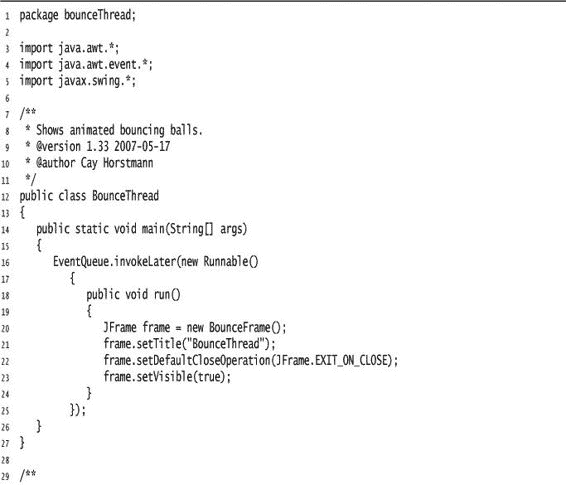 1 package bounceThread;
2
3 import java.awt.*;
4 import java.awt.event.*;
5 import javax.swing.*;
6
7 /**
8  * Shows animated bouncing balls.
9  * @version 1.33 2007-05-17
10  * @author Cay Horstmann
11  */
12 public class BounceThread
13 {
14    public static void main(String[] args)
15    {
16       EventQueue.invokeLater(new Runnable()
17          {
18             public void run()
19             {
20                JFrame frame = new BounceFrame();
21                frame.setTitle("BounceThread");
22                frame.setDefaultCloseOperation(JFrame.EXIT_ON_CLOSE);
23                frame.setVisible(true);
24             }
25          });
26    }
27 }
28
29 /**